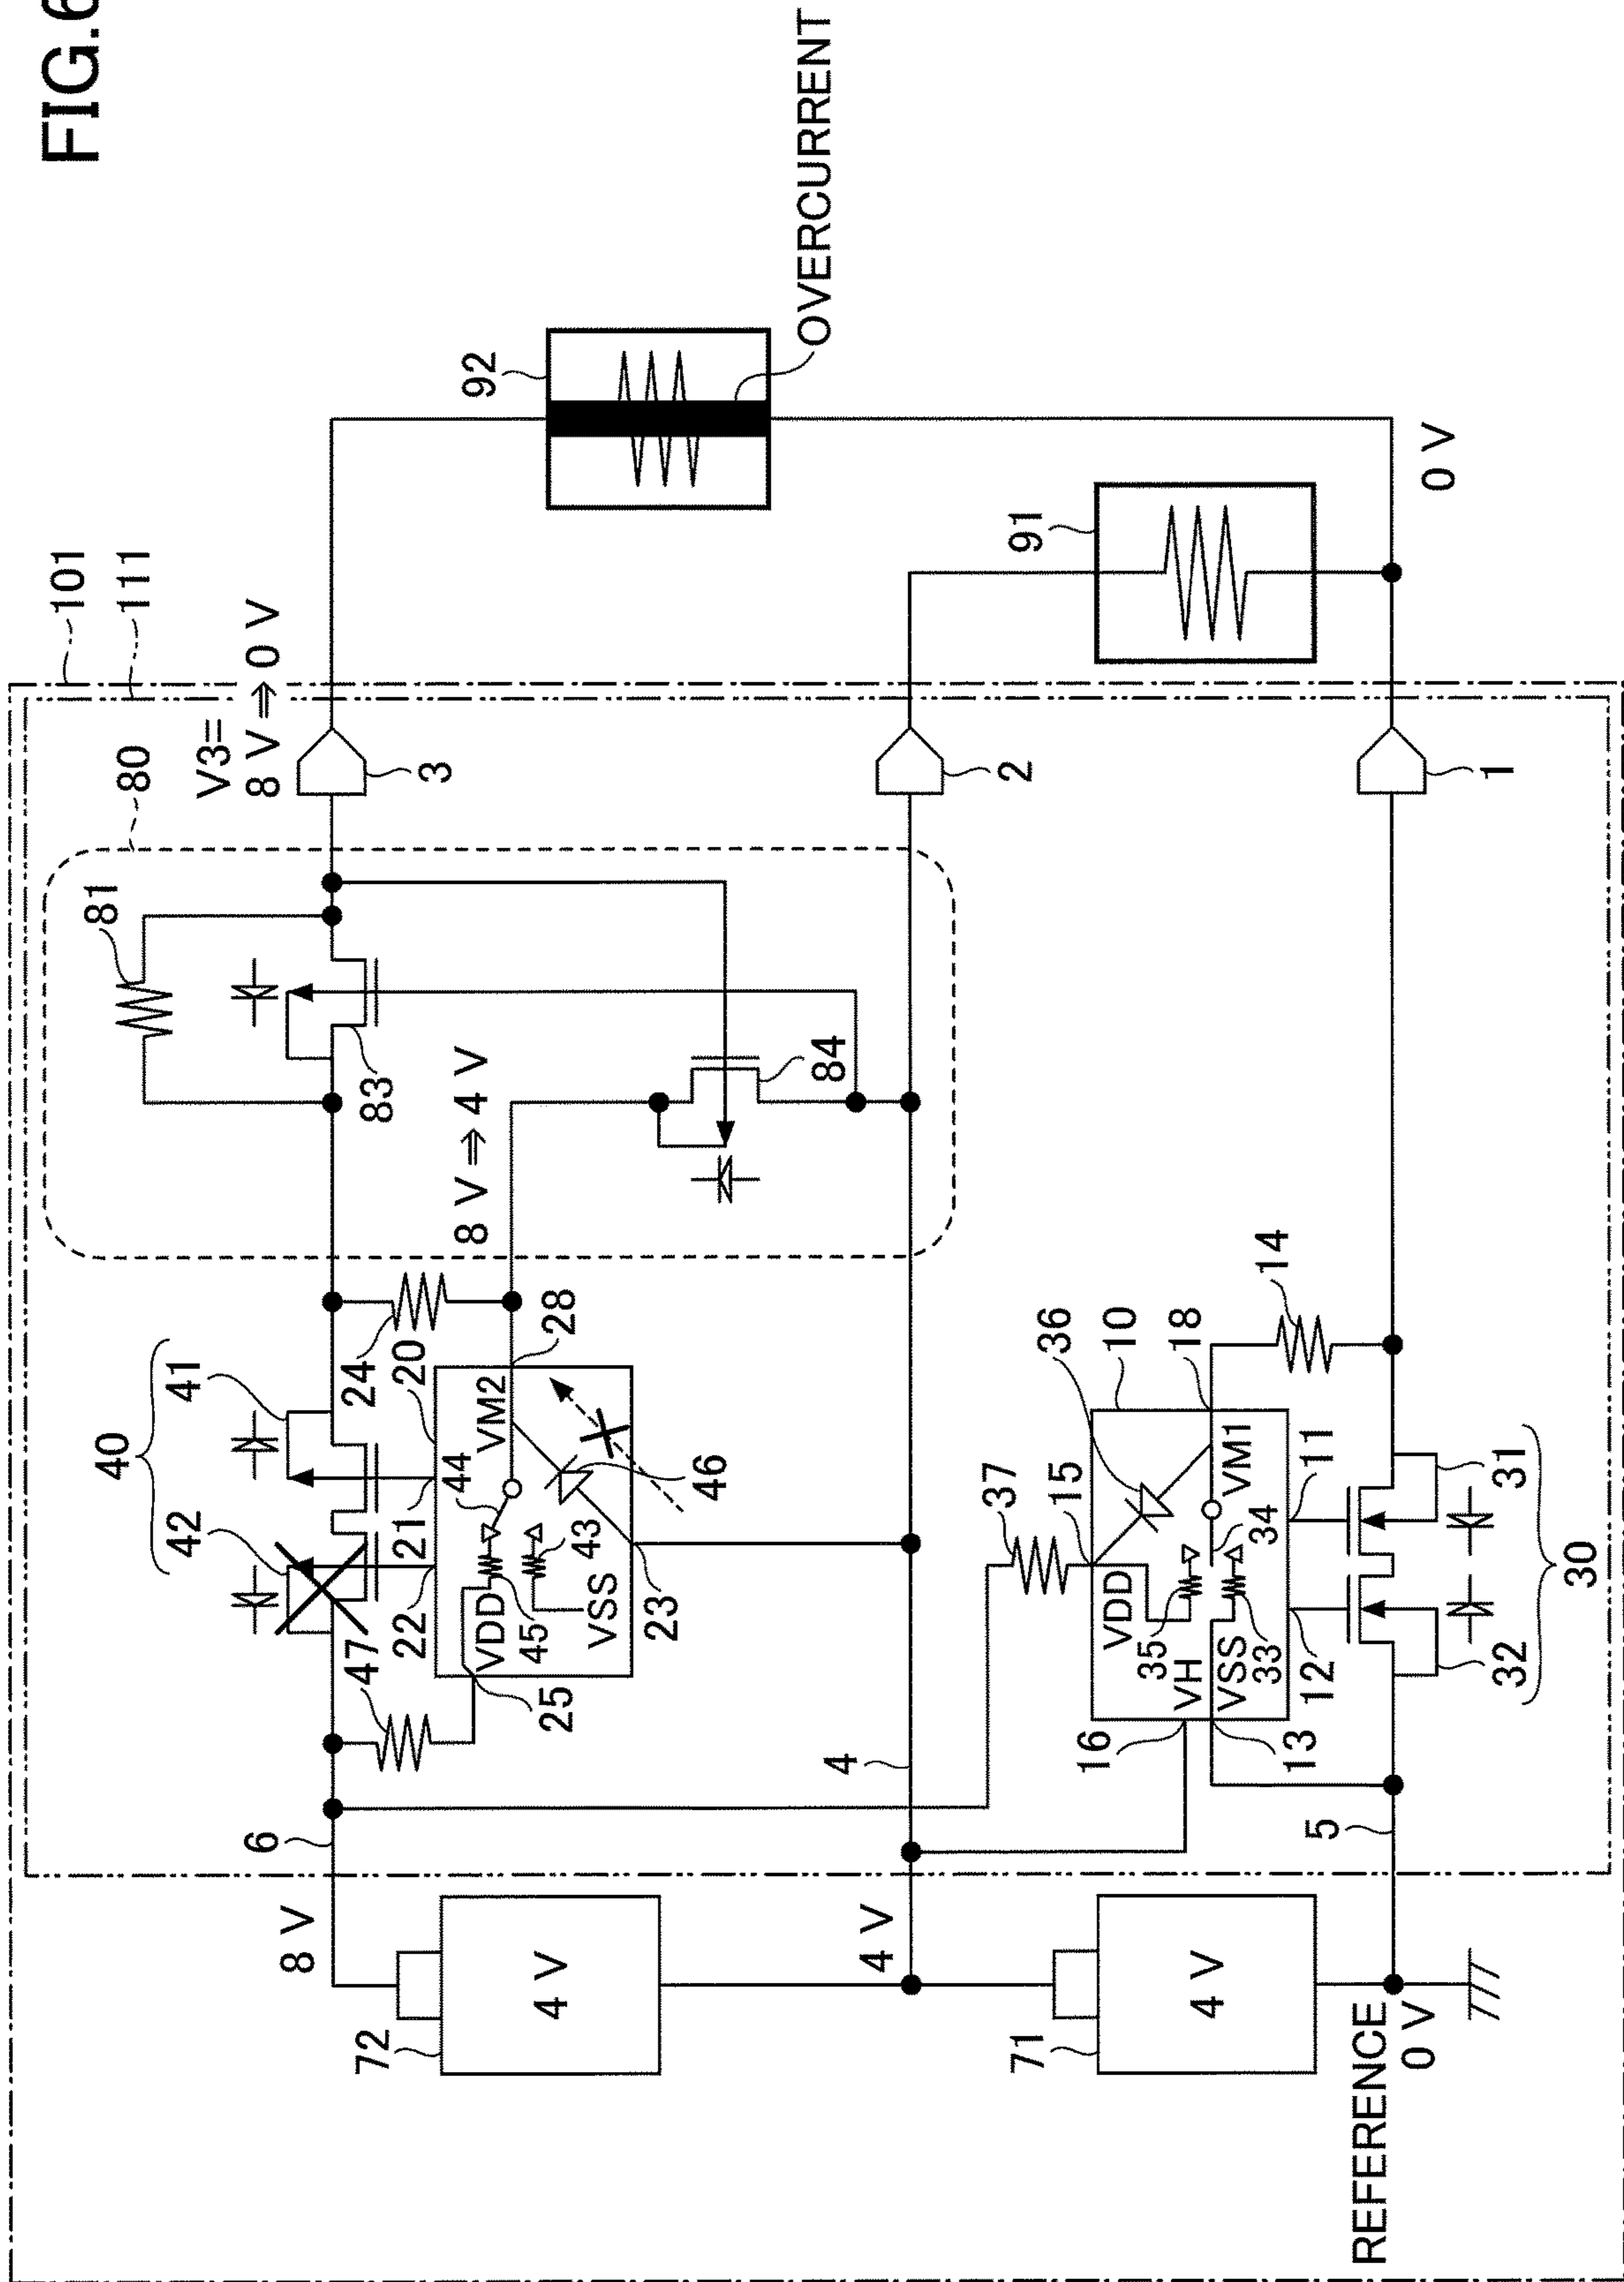 FIG.6
101
111
80
V3=
8 V ⇒ 0 V
81
83
8 V ⇒ 4 V
84
3
2
1
92
OVERCURRENT
91
0 V
40
42
41
47
24
20
22
21
44
28
VDD
VM2
45
43
46
VSS
25
23
6
4
5
8 V
72
4 V
4 V
71
4 V
REFERENCE
0 V
37
15
36
10
18
14
VDD
VM1
35
34
VH
VSS
33
16
13
12
11
32
31
30